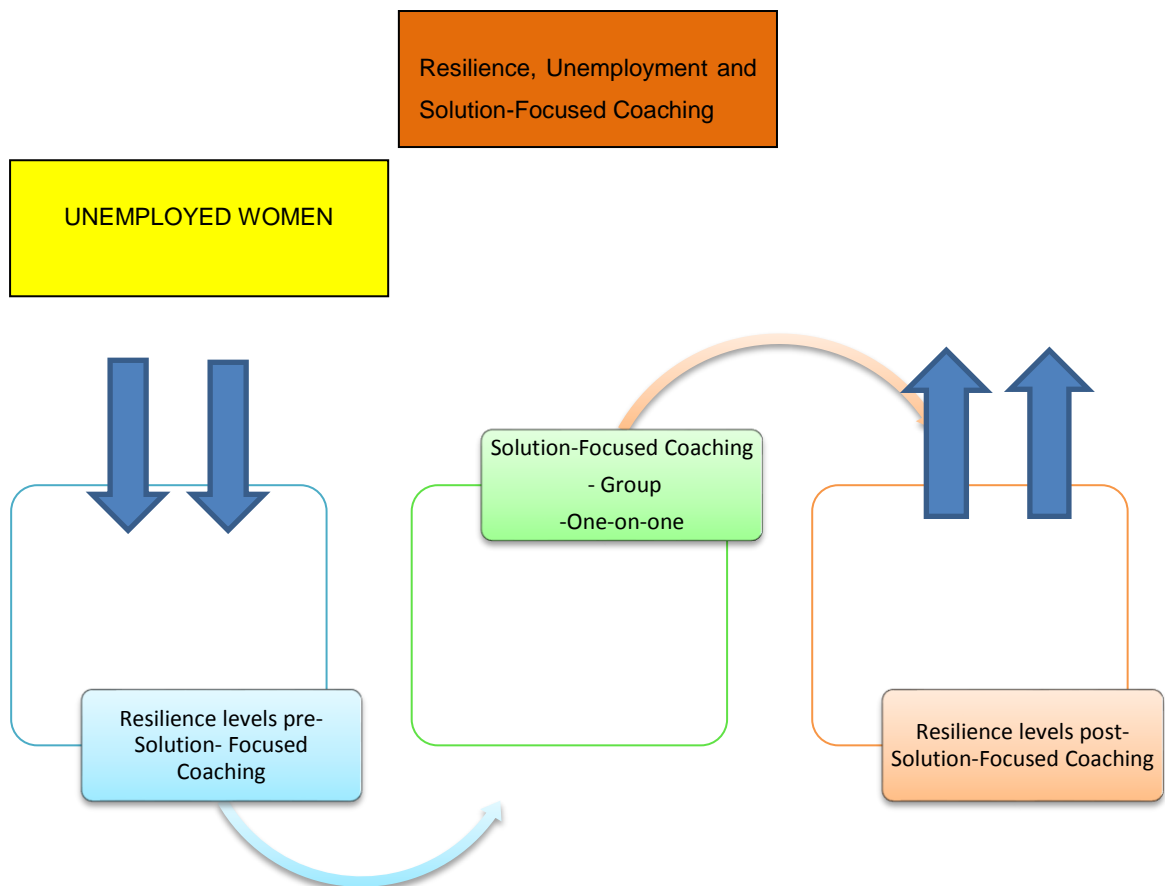 Resilience, Unemployment and
Solution-Focused Coaching
UNEMPLOYED WOMEN
Solution-Focused Coaching
- Group
-One-on-one
Resilience levels pre-
Solution- Focused
Coaching
Resilience levels post-
Solution-Focused Coaching